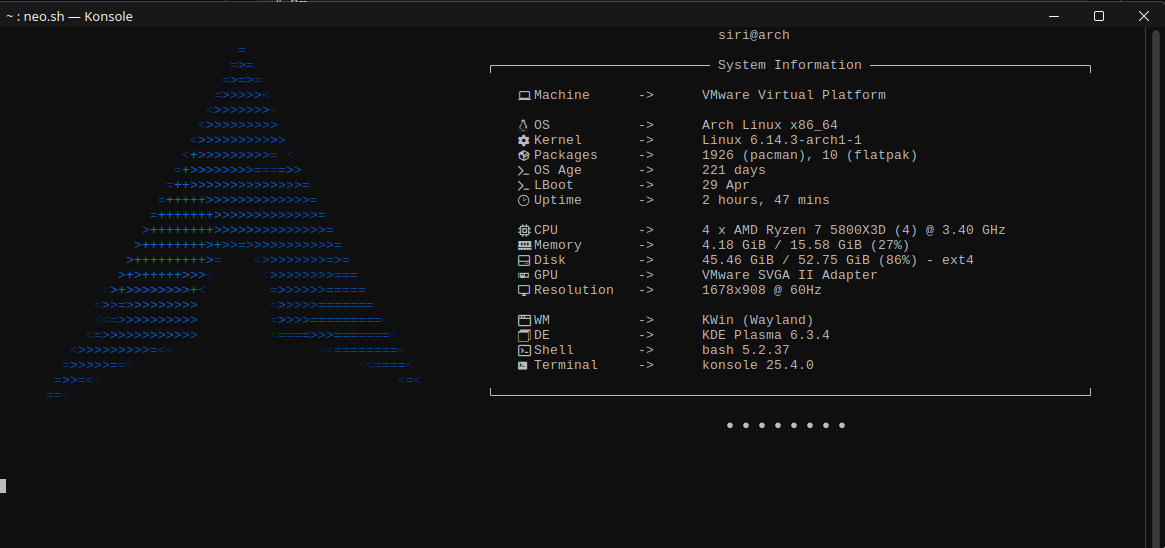 ~ : neo.sh — Konsole
siri@arch
System Information
Machine -> VMware Virtual Platform
OS -> Arch Linux x86_64
Kernel -> Linux 6.14.3-arch1-1
Packages -> 1926 (pacman), 10 (flatpak)
OS Age -> 221 days
LBoot -> 29 Apr
Uptime -> 2 hours, 47 mins
CPU -> 4 x AMD Ryzen 7 5800X3D (4) @ 3.40 GHz
Memory -> 4.18 GiB / 15.58 GiB (27%)
Disk -> 45.46 GiB / 52.75 GiB (86%) - ext4
GPU -> VMware SVGA II Adapter
Resolution -> 1678x908 @ 60Hz
WM -> KWin (Wayland)
DE -> KDE Plasma 6.3.4
Shell -> bash 5.2.37
Terminal -> konsole 25.4.0